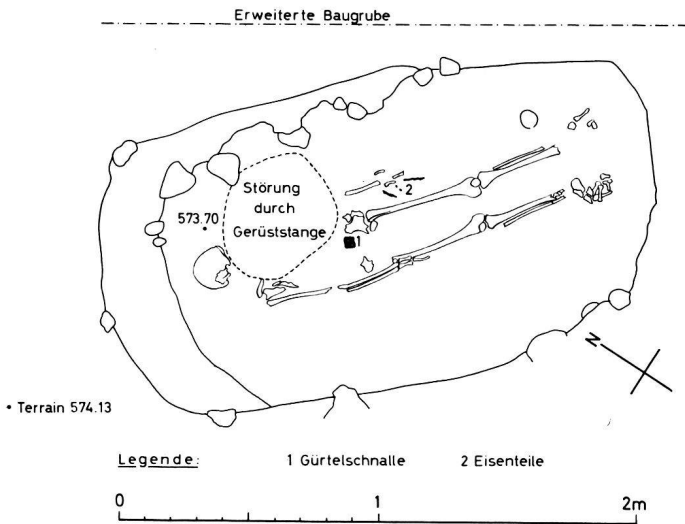 Erweiterte Baugrube
Störung
durch
Gerüststange
573.70
2
1
N
• Terrain 574.13
Legende: 1 Gürtelschnalle 2 Eisenteile
0 1 2m